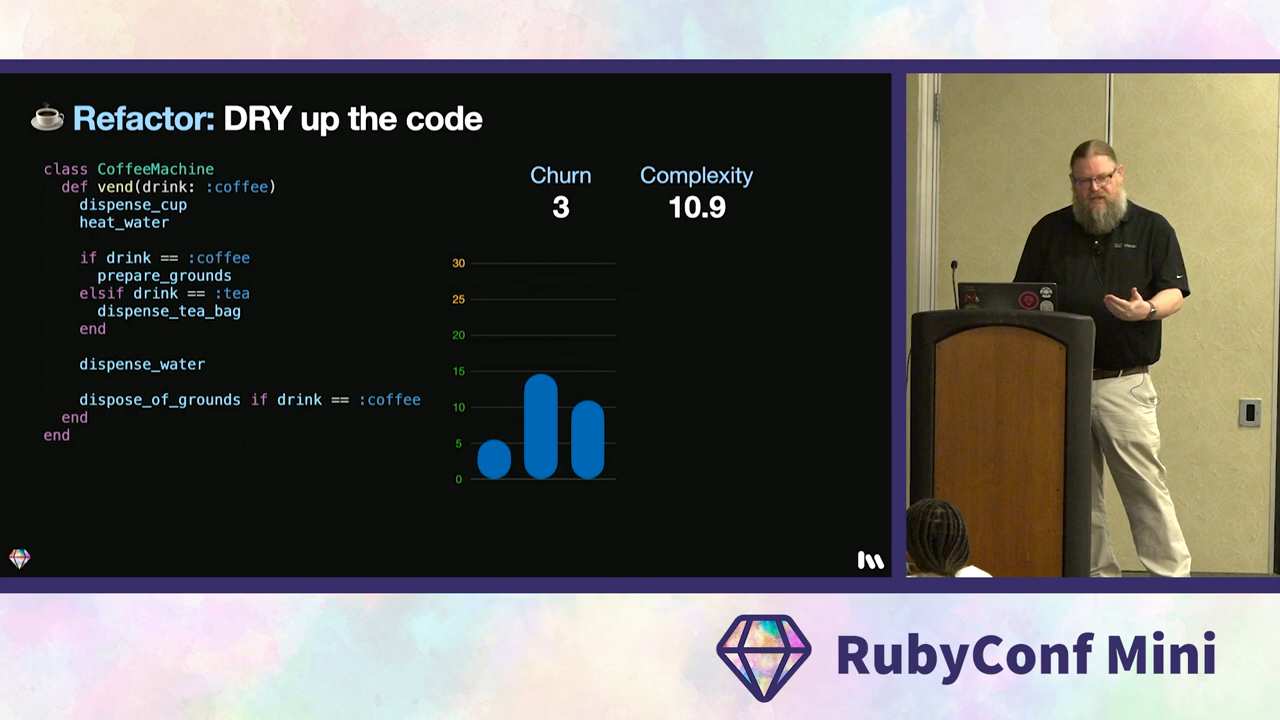 Refactor: DRY up the code
class CoffeeMachine
  def vend(drink: :coffee)
    dispense_cup
    heat_water

    if drink == :coffee
      prepare_grounds
    elsif drink == :tea
      dispense_tea_bag
    end

    dispense_water

    dispose_of_grounds if drink == :coffee
  end
end
Churn
3
Complexity
10.9
30
25
20
15
10
5
0
RubyConf Mini